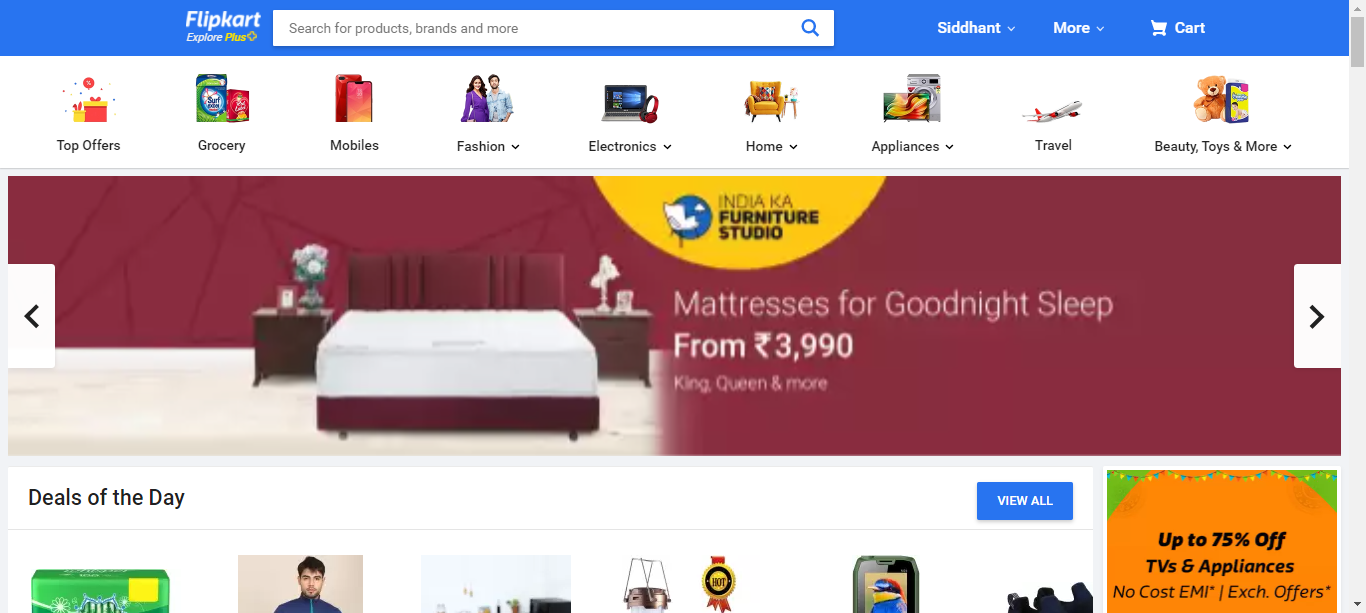 Flipkart
Explore Plus
Search for products, brands and more
Siddhant
More
Cart
Top Offers
Grocery
Mobiles
Fashion
Electronics
Home
Appliances
Travel
Beauty, Toys & More
INDIA KA
FURNITURE
STUDIO
Mattresses for Goodnight Sleep
From ₹3,990
King, Queen & more
Deals of the Day
VIEW ALL
Up to 75% Off
TVs & Appliances
No Cost EMI* | Exch. Offers*
HOT